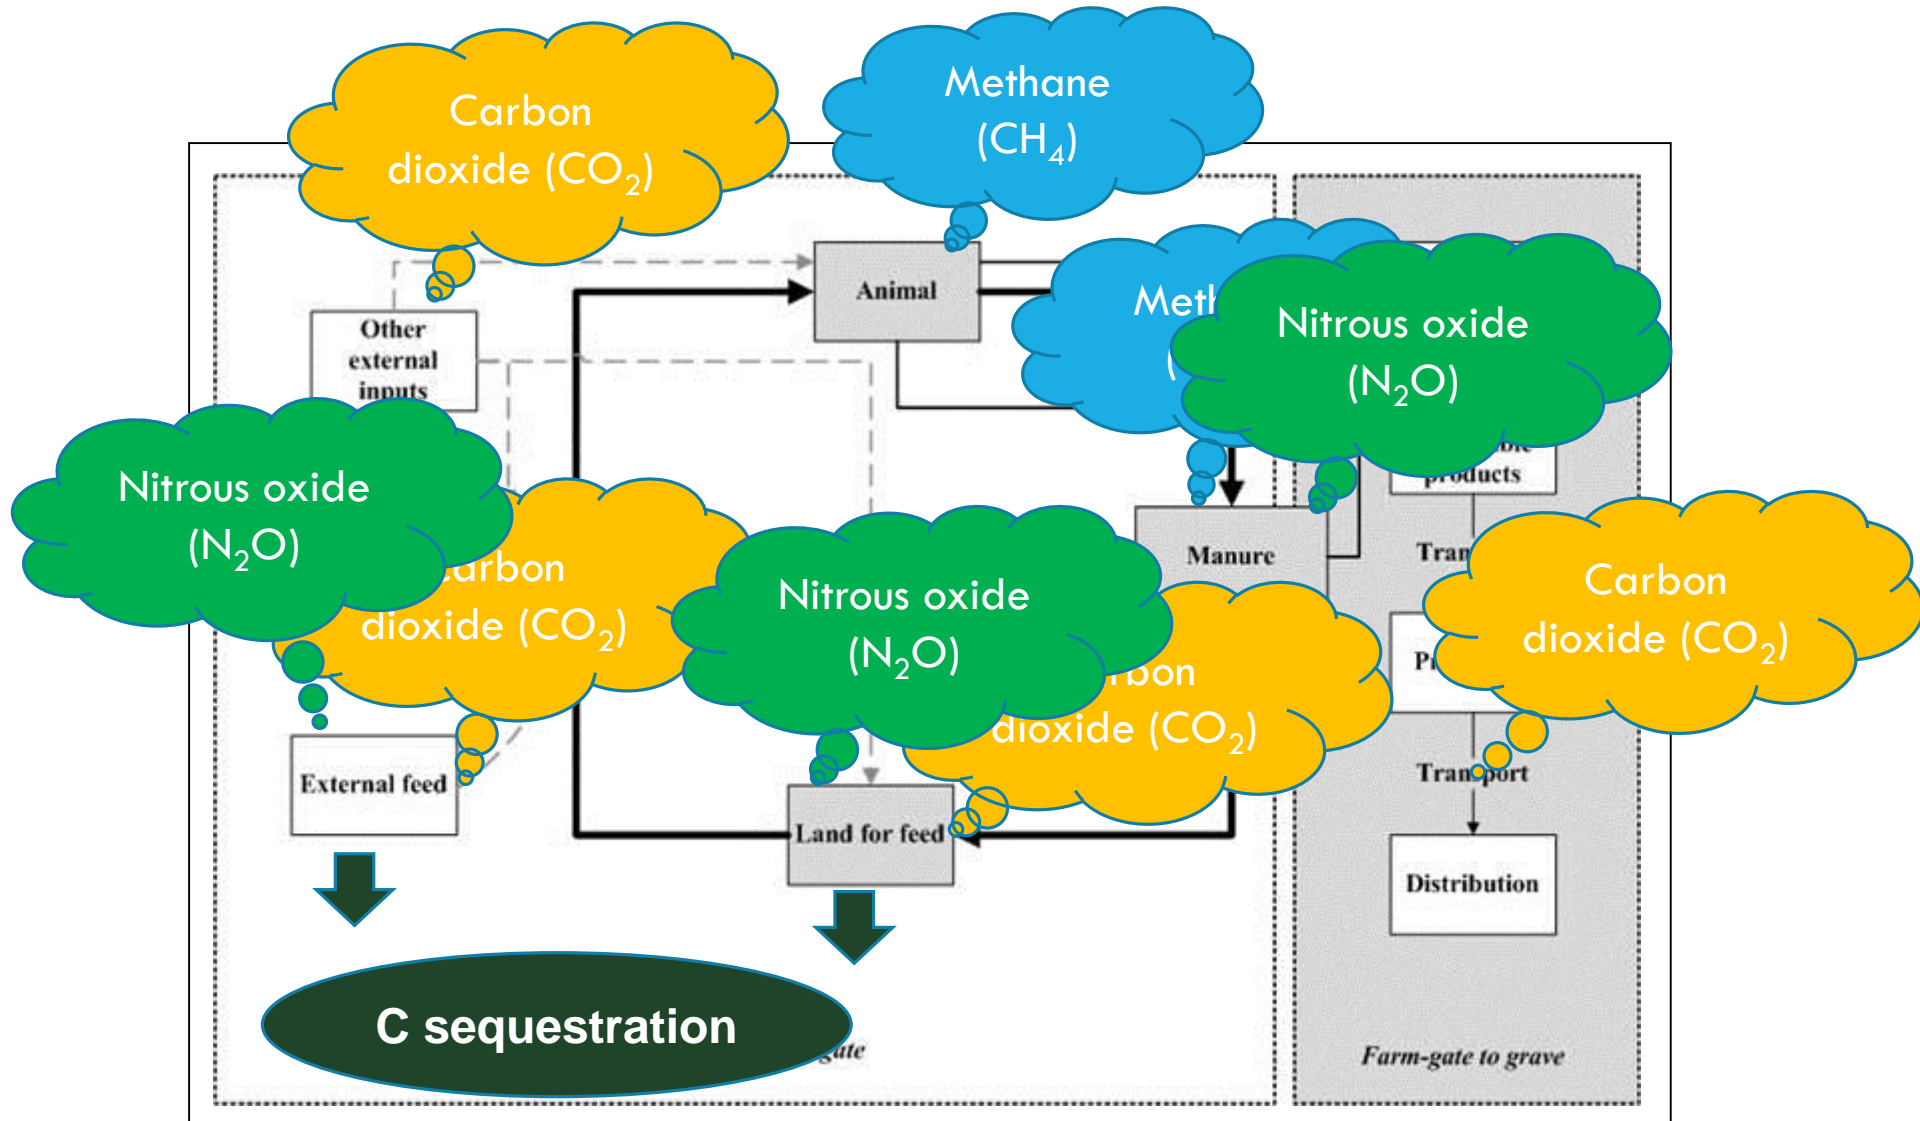 Carbon
dioxide (CO₂)
Methane
(CH₄)
Animal
Other
external
inputs
Nitrous oxide
(N₂O)
products
Nitrous oxide
(N₂O)
dioxide (CO₂)
Nitrous oxide
(N₂O)
dioxide (CO₂)
Manure
Carbon
dioxide (CO₂)
External feed
Land for feed
Transport
Distribution
C sequestration
Farm-gate to grave